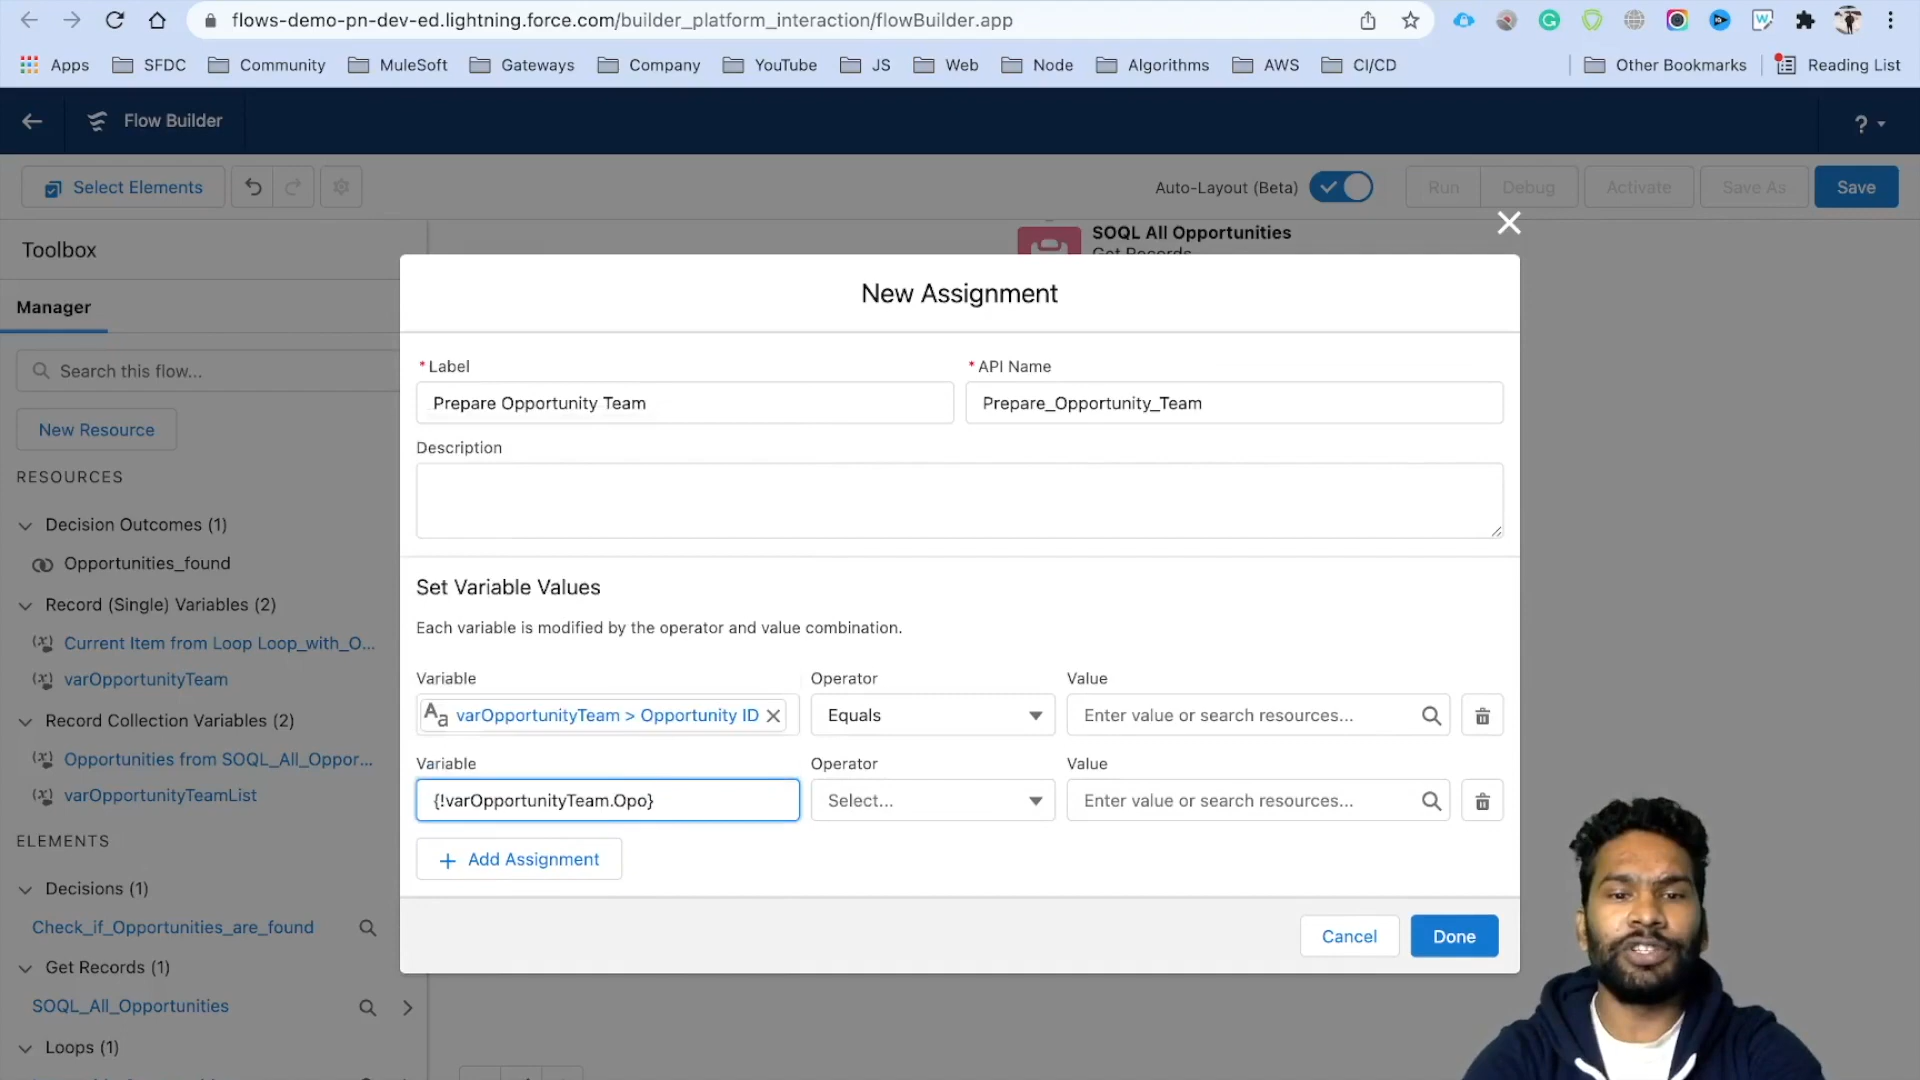 flows-demo-pn-dev-ed.lightning.force.com/builder_platform_interaction/flowBuilder.app
Apps SFDC Community MuleSoft Gateways Company YouTube JS Web Node Algorithms AWS CI/CD Other Bookmarks Reading List
Flow Builder ?
Select Elements Auto-Layout (Beta) Run Debug Activate Save As Save
Toolbox
SOQL All Opportunities
Get Records
New Assignment
Manager
* Label * API Name
Search this flow... Prepare Opportunity Team Prepare_Opportunity_Team
New Resource
Description
RESOURCES
Decision Outcomes (1)
Opportunities_found
Set Variable Values
Record (Single) Variables (2)
Each variable is modified by the operator and value combination.
Current Item from Loop Loop_with_O...
varOpportunityTeam
Variable Operator Value
Record Collection Variables (2)
Aa varOpportunityTeam > Opportunity ID Equals Enter value or search resources...
Opportunities from SOQL_All_Oppor...
Variable Operator Value
varOpportunityTeamList
{!varOpportunityTeam.Opo} Select... Enter value or search resources...
ELEMENTS
Add Assignment
Decisions (1)
Check_if_Opportunities_are_found
Cancel Done
Get Records (1)
SOQL_All_Opportunities
Loops (1)